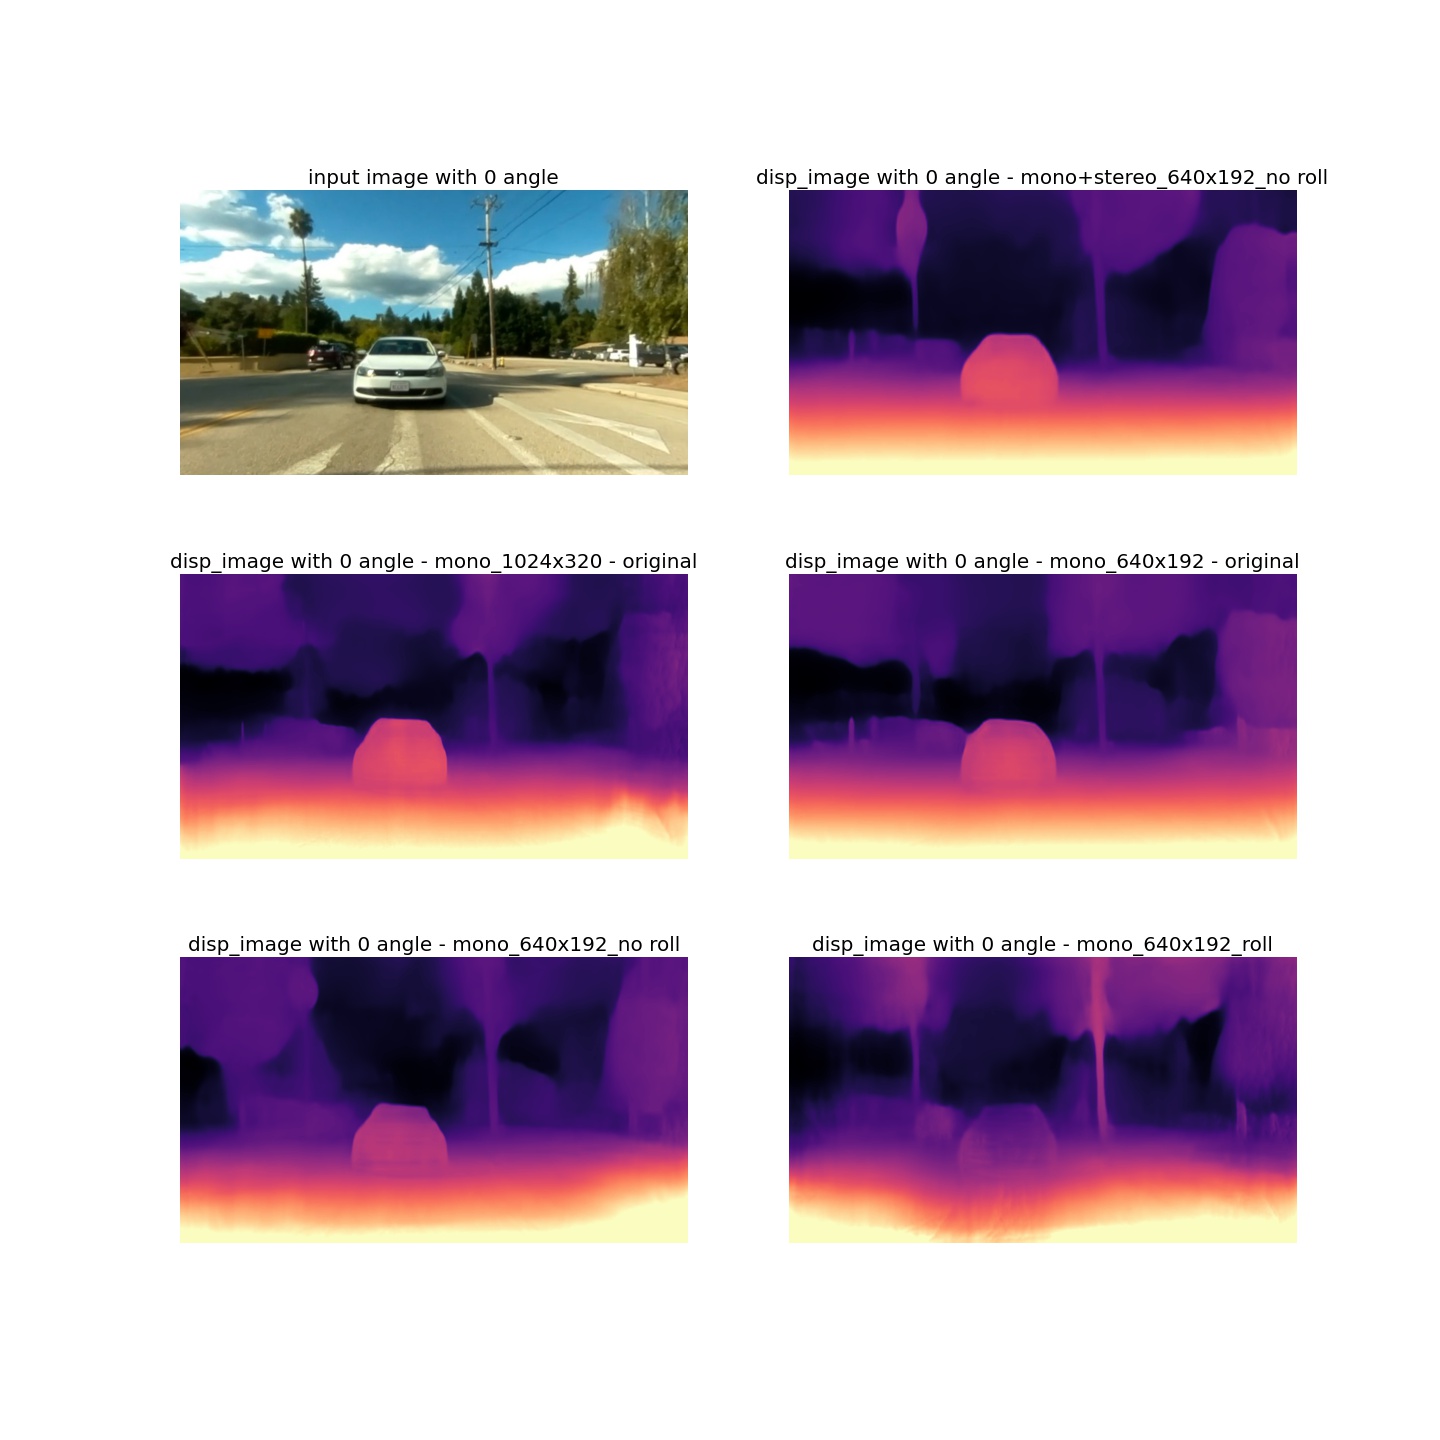 input image with 0 angle
disp_image with 0 angle - mono+stereo_640x192_no roll
disp_image with 0 angle - mono_1024x320 - original
disp_image with 0 angle - mono_640x192 - original
disp_image with 0 angle - mono_640x192_no roll
disp_image with 0 angle - mono_640x192_roll